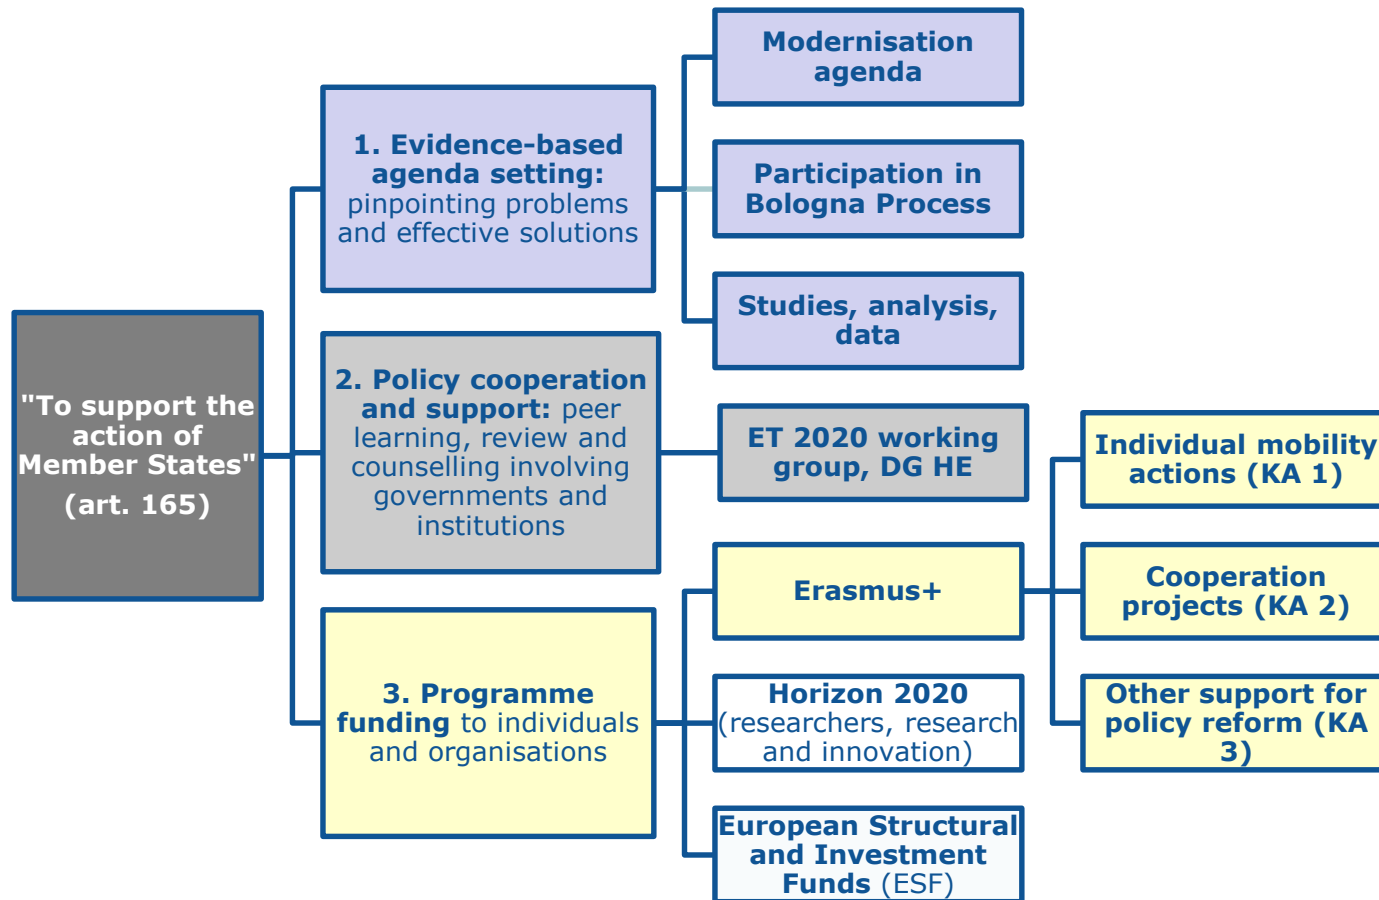 "To support the
action of
Member States"
(art. 165)
1. Evidence-based
agenda setting:
pinpointing problems
and effective solutions
Modernisation
agenda
Participation in
Bologna Process
Studies, analysis,
data
2. Policy cooperation
and support: peer
learning, review and
counselling involving
governments and
institutions
ET 2020 working
group, DG HE
3. Programme
funding to individuals
and organisations
Erasmus+
Individual mobility
actions (KA 1)
Cooperation
projects (KA 2)
Other support for
policy reform (KA
3)
Horizon 2020
(researchers, research
and innovation)
European Structural
and Investment
Funds (ESF)